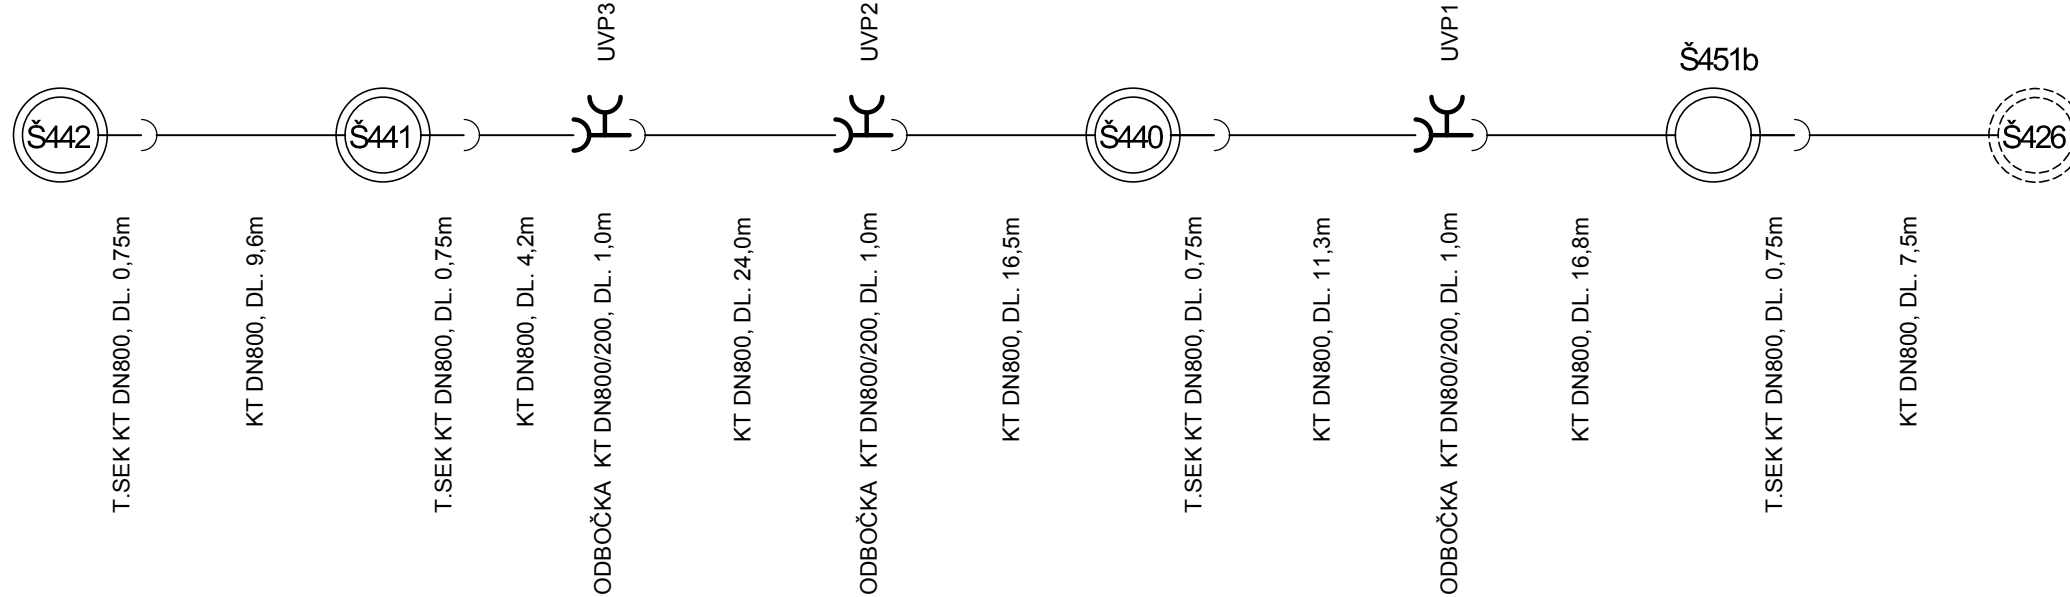 UVP3
UVP2
UVP1
Š451b
Š442
Š441
Š440
Š426
T.SEK KT DN800, DL. 0,75m
KT DN800, DL. 9,6m
T.SEK KT DN800, DL. 0,75m
KT DN800, DL. 4,2m
ODBOČKA KT DN800/200, DL. 1,0m
KT DN800, DL. 24,0m
ODBOČKA KT DN800/200, DL. 1,0m
KT DN800, DL. 16,5m
T.SEK KT DN800, DL. 0,75m
KT DN800, DL. 11,3m
ODBOČKA KT DN800/200, DL. 1,0m
KT DN800, DL. 16,8m
T.SEK KT DN800, DL. 0,75m
KT DN800, DL. 7,5m